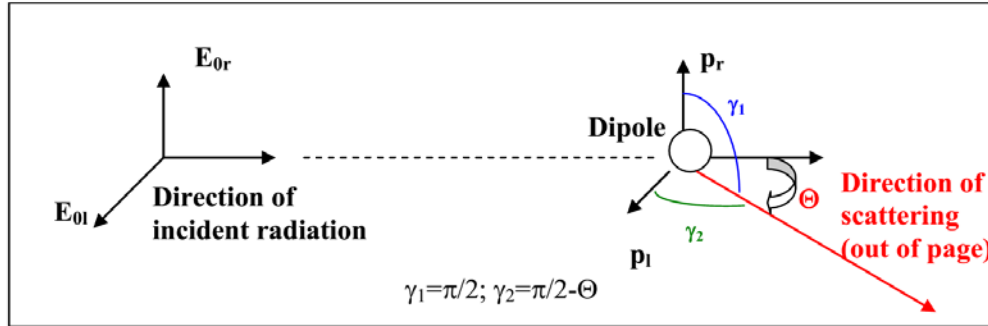 E0r
pr
γ1
Dipole
E0l
Direction of
incident radiation
Θ
Direction of
scattering
(out of page)
γ2
pl
γ1=π/2; γ2=π/2-Θ